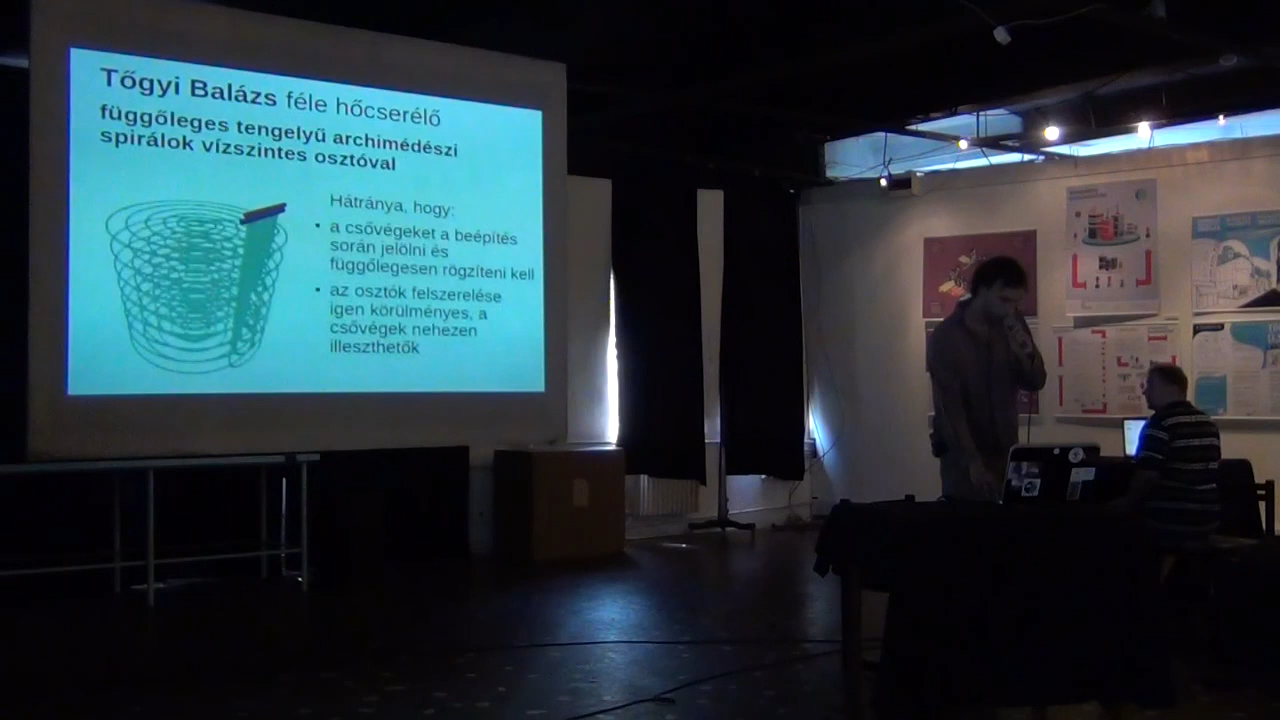 Tőgyi Balázs féle hőcserélő
függőleges tengelyű archimédészi
spirálok vízszintes osztóval
Hátránya, hogy:
• a csővégeket a beépítés
során jelölni és
függőlegesen rögzíteni kell
• az osztók felszerelése
igen körülményes, a
csővégek nehezen
illeszthetők